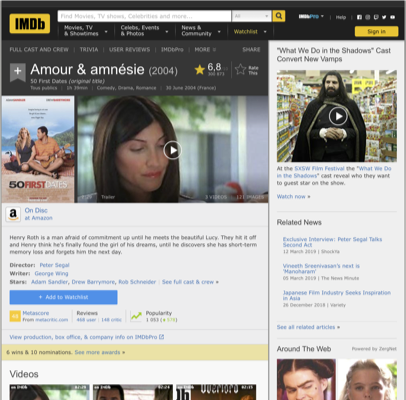 IMDb
Find Movies, TV shows, Celebrities and more...
All
IMDbPro
Help
Movies, TV
& Showtimes
Celebs, Events
& Photos
News &
Community
Watchlist
Sign in
FULL CAST AND CREW | TRIVIA | USER REVIEWS | IMDbPro | MORE
SHARE
Amour & amnésie (2004)
50 First Dates (original title)
Tous publics | 1h 39min | Comedy, Drama, Romance | 30 June 2004 (France)
6,8
Rate
This
50 FIRST DATES
Trailer
On Disc
at Amazon
Henry Roth is a man afraid of commitment up until he meets the beautiful Lucy. They hit it off
and Henry think he's finally found the girl of his dreams, until he discovers she has short-term
memory loss and forgets him the next day.
Director: Peter Segal
Writer: George Wing
Stars: Adam Sandler, Drew Barrymore, Rob Schneider | See full cast & crew »
+ Add to Watchlist
Metascore
From metacritic.com
Reviews
468 user | 148 critic
Popularity
View production, box office, & company info on IMDbPro
6 wins & 10 nominations. See more awards »
Videos
"What We Do in the Shadows" Cast
Convert New Vamps
At the SXSW Film Festival the "What We Do
in the Shadows" cast reveal who they want
to guest star on the show.
Watch now »
Related News
Exclusive Interview: Peter Segal Talks
Second Act
12 March 2019 | ShockYa
Uwe Greenvaesen's next is
'Manoharam'
05 March 2019 | The News Minute
Japanese Film Industry Seeks Inspiration
in Asia
26 December 2018 | Variety
See all related articles »
Around The Web
Powered by ZergNet